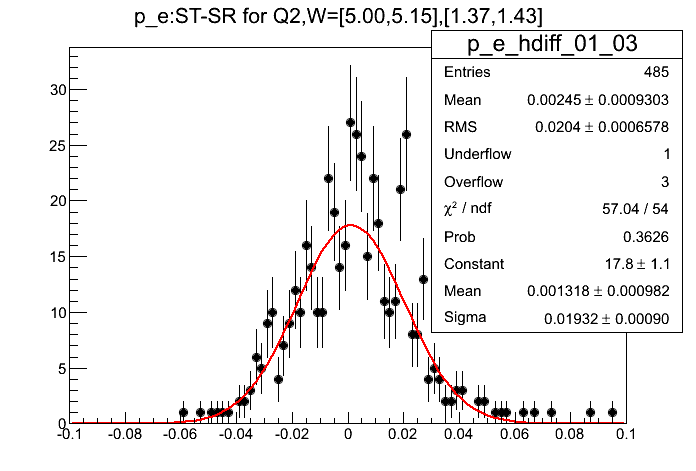 p_e:ST-SR for Q2,W=[5.00,5.15],[1.37,1.43]
p_e_hdiff_01_03
Entries 485
Mean 0.00245 ± 0.0009303
RMS 0.0204 ± 0.0006578
Underflow 1
Overflow 3
χ² / ndf 57.04 / 54
Prob 0.3626
Constant 17.8 ± 1.1
Mean 0.001318 ± 0.000982
Sigma 0.01932 ± 0.00090
30
25
20
15
10
5
0
-0.1 -0.08 -0.06 -0.04 -0.02 0 0.02 0.04 0.06 0.08 0.1